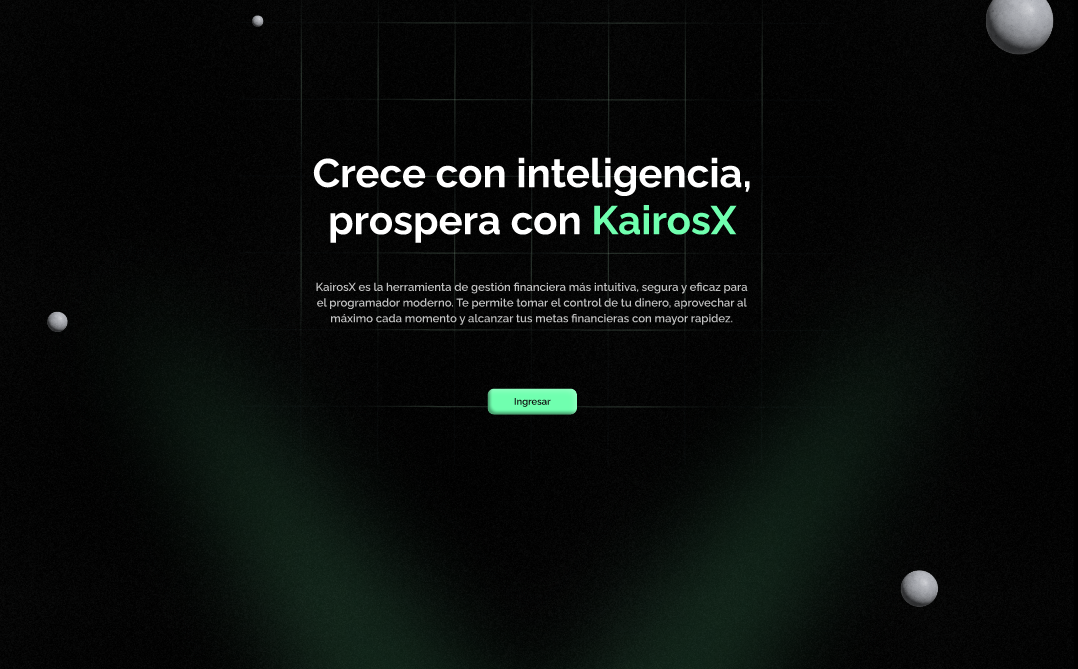 Crece con inteligencia,
prospera con KairosX
KairosX es la herramienta de gestión financiera más intuitiva, segura y eficaz para
el programador moderno. Te permite tomar el control de tu dinero, aprovechar al
máximo cada momento y alcanzar tus metas financieras con mayor rapidez.
Ingresar